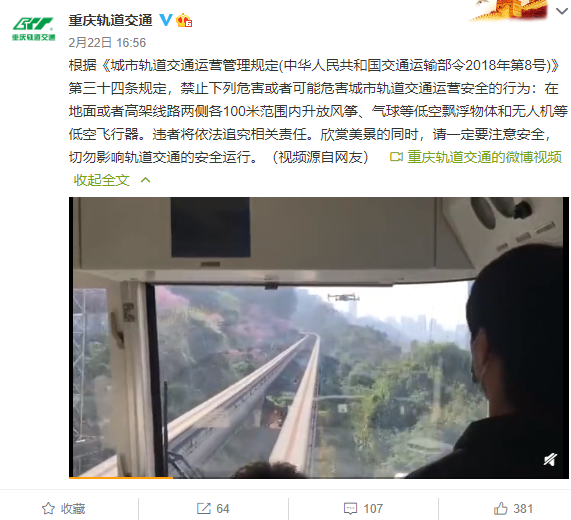 重庆轨道交通
重庆轨道交通
2月22日 16:56
根据《城市轨道交通运营管理规定(中华人民共和国交通运输部令2018年第8号)》
第三十四条规定，禁止下列危害或者可能危害城市轨道交通运营安全的行为：在
地面或者高架线路两侧各100米范围内升放风筝、气球等低空飘浮物体和无人机等
低空飞行器。违者将依法追究相关责任。欣赏美景的同时，请一定要注意安全，
切勿影响轨道交通的安全运行。（视频源自网友） 重庆轨道交通的微博视频
收起全文
收藏
64
107
381